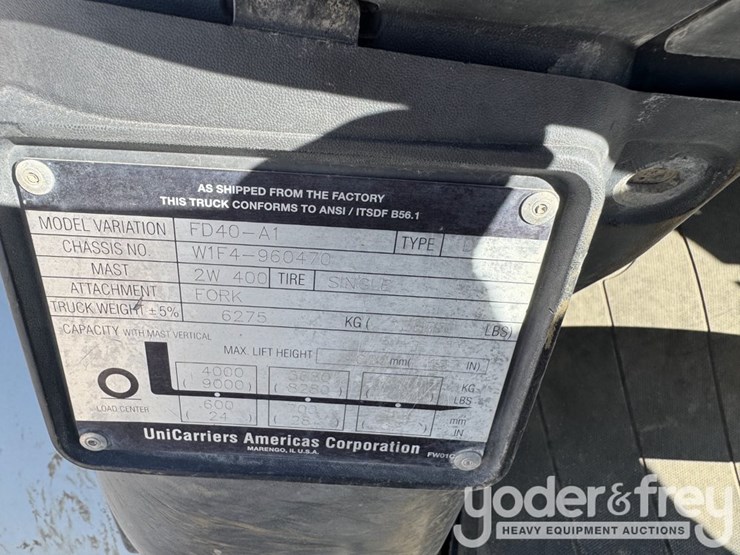 AS SHIPPED FROM THE FACTORY
THIS TRUCK CONFORMS TO ANSI / ITSDF B56.1
MODEL VARIATION FD40-A1 TYPE D
CHASSIS NO. W1F4-960470
MAST 2W 400 TIRE SINGLE
ATTACHMENT FORK
TRUCK WEIGHT ±5% 6275 KG ( LBS)
CAPACITY WITH MAST VERTICAL
MAX. LIFT HEIGHT mm( IN)
4000 KG
(9000) ( ) ( ) LBS
LOAD CENTER
600 700 mm
( 24 ) ( ) ( ) IN
UniCarriers Americas Corporation
MARENGO, IL U.S.A.
yoder&frey
HEAVY EQUIPMENT AUCTIONS